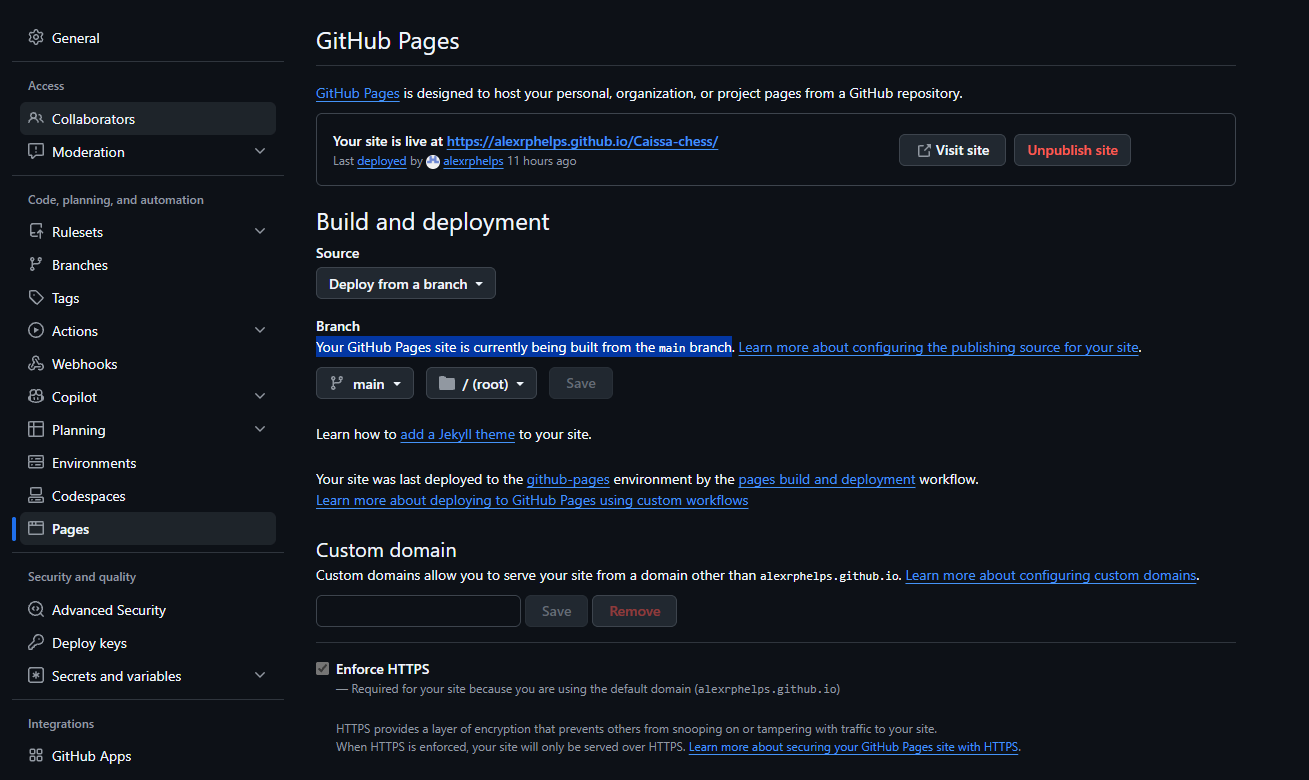 General
Access
Collaborators
Moderation
Code, planning, and automation
Rulesets
Branches
Tags
Actions
Webhooks
Copilot
Planning
Environments
Codespaces
Pages
Security and quality
Advanced Security
Deploy keys
Secrets and variables
Integrations
GitHub Apps
GitHub Pages
GitHub Pages is designed to host your personal, organization, or project pages from a GitHub repository.
Your site is live at https://alexrphelps.github.io/Caissa-chess/
Last deployed by alexrphelps 11 hours ago
Visit site
Unpublish site
Build and deployment
Source
Deploy from a branch
Branch
Your GitHub Pages site is currently being built from the main branch. Learn more about configuring the publishing source for your site.
main / (root) Save
Learn how to add a Jekyll theme to your site.
Your site was last deployed to the github-pages environment by the pages build and deployment workflow.
Learn more about deploying to GitHub Pages using custom workflows
Custom domain
Custom domains allow you to serve your site from a domain other than alexrphelps.github.io. Learn more about configuring custom domains.
Save Remove
Enforce HTTPS
— Required for your site because you are using the default domain (alexrphelps.github.io)
HTTPS provides a layer of encryption that prevents others from snooping on or tampering with traffic to your site.
When HTTPS is enforced, your site will only be served over HTTPS. Learn more about securing your GitHub Pages site with HTTPS.